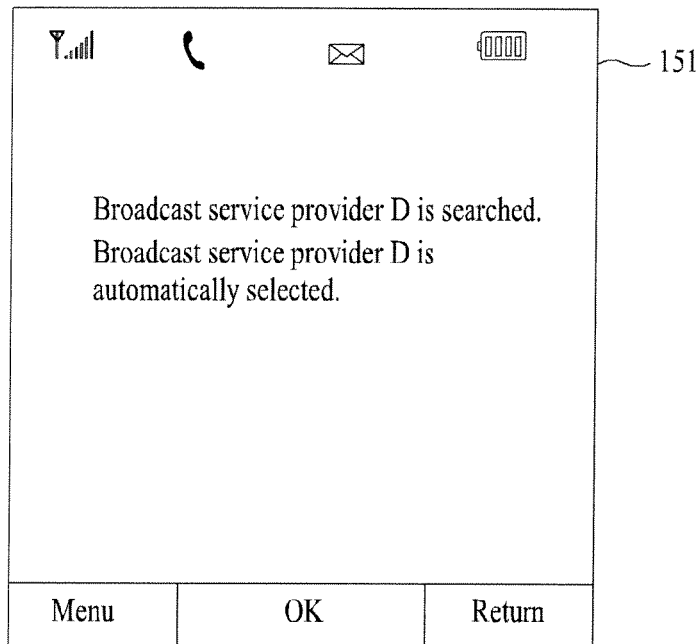 151
Broadcast service provider D is searched.
Broadcast service provider D is
automatically selected.
Menu OK Return